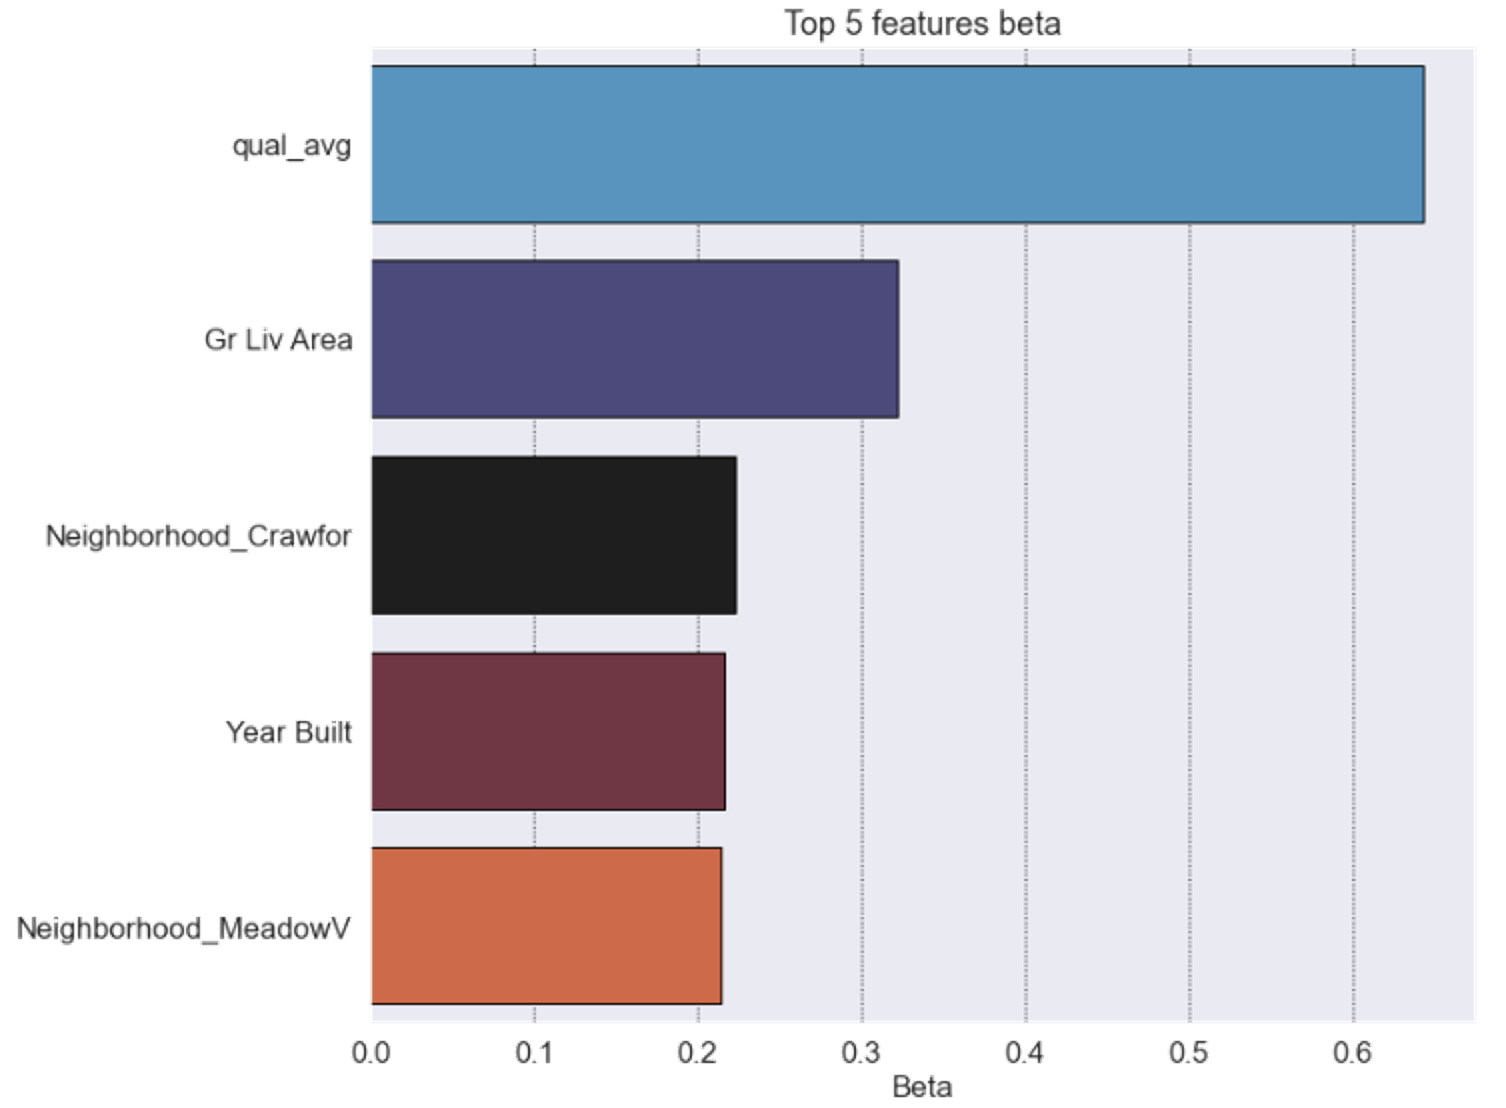 Top 5 features beta
qual_avg
Gr Liv Area
Neighborhood_Crawfor
Year Built
Neighborhood_MeadowV
0.0 0.1 0.2 0.3 0.4 0.5 0.6
Beta